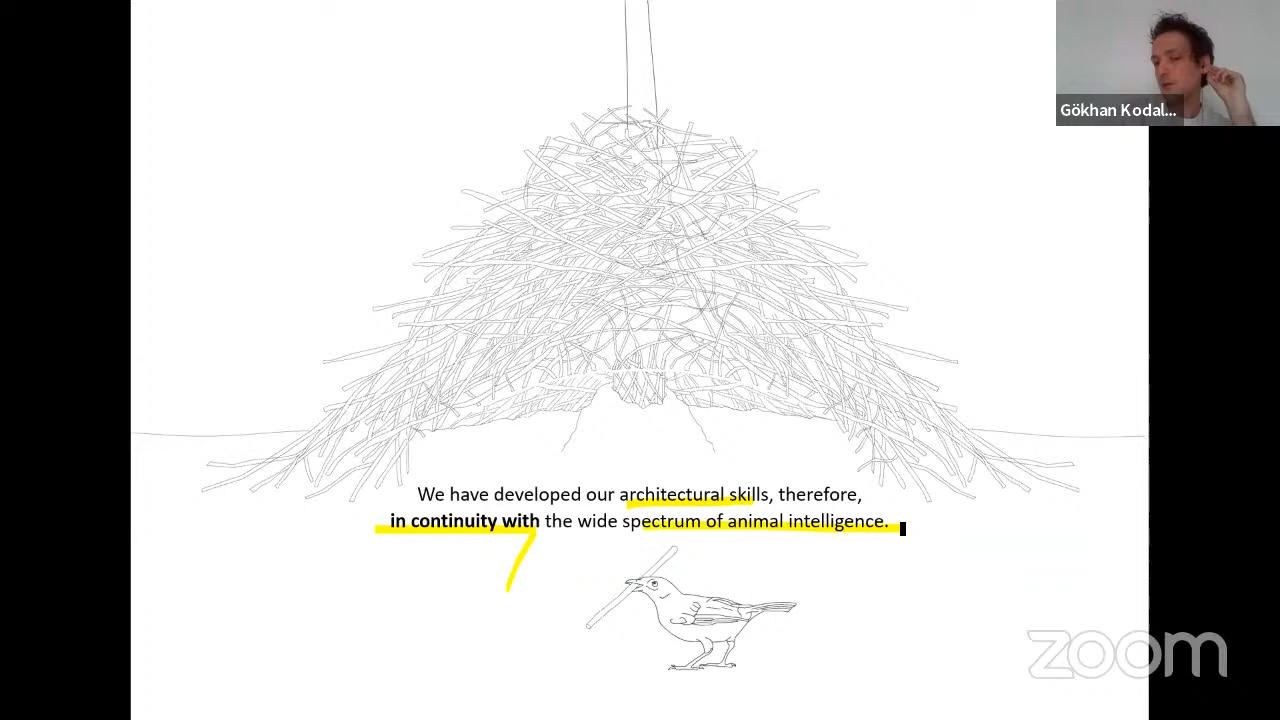 Gökhan Kodal...
We have developed our architectural skills, therefore,
in continuity with the wide spectrum of animal intelligence.
zoom